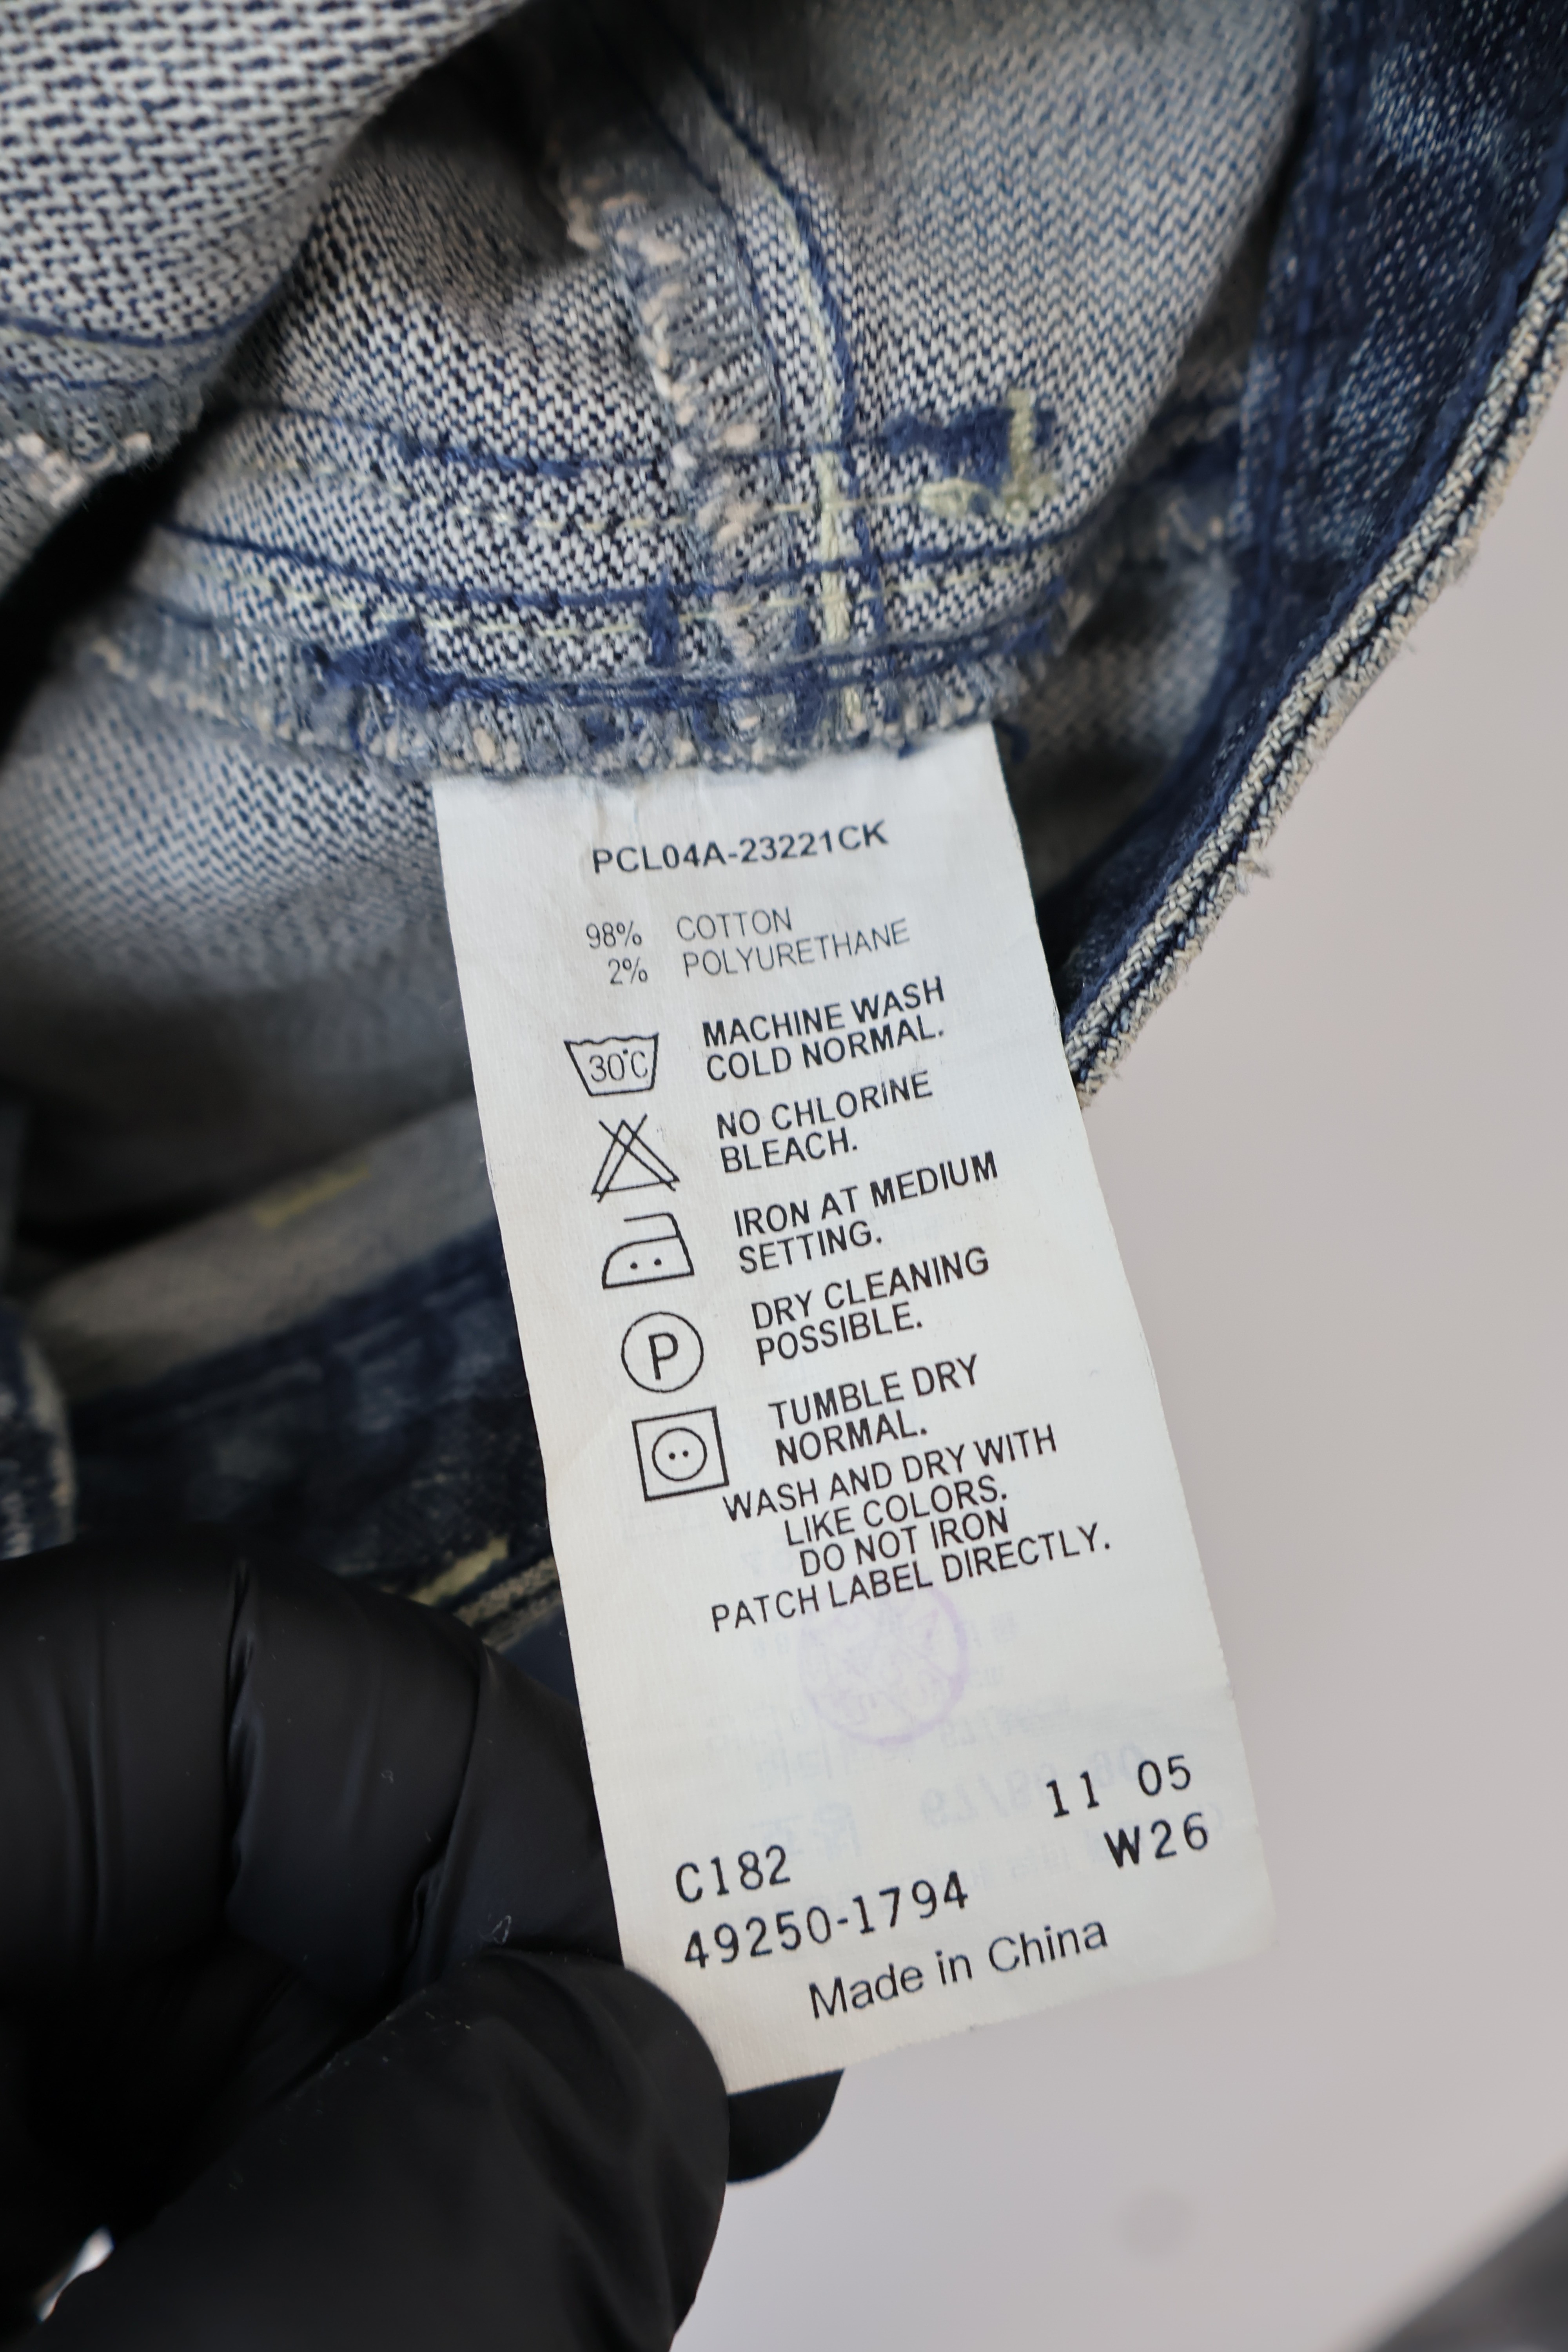 PCL04A-23221CK
98% COTTON
2% POLYURETHANE
30°C
MACHINE WASH
COLD NORMAL.
NO CHLORINE
BLEACH.
IRON AT MEDIUM
SETTING.
P
DRY CLEANING
POSSIBLE.
TUMBLE DRY
NORMAL.
WASH AND DRY WITH
LIKE COLORS.
DO NOT IRON
PATCH LABEL DIRECTLY.
11 05
C182 W26
49250-1794
Made in China